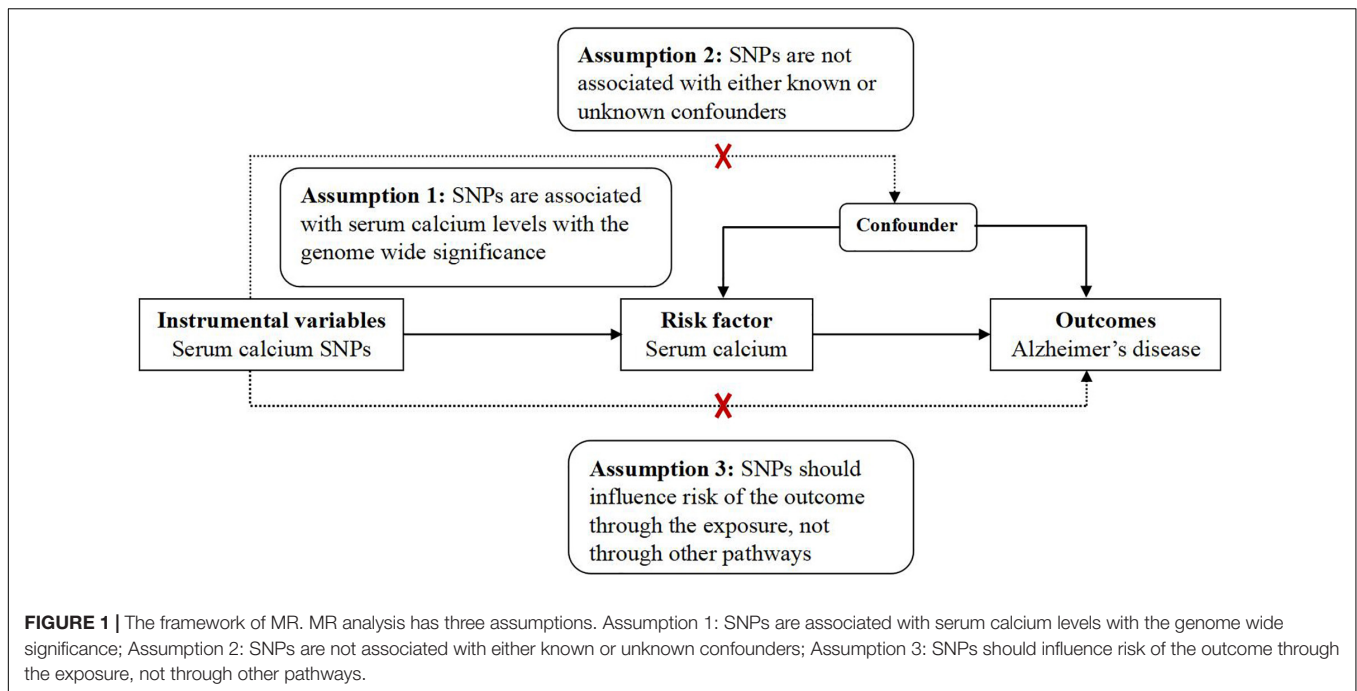 Assumption 2: SNPs are not
associated with either known or
unknown confounders
Assumption 1: SNPs are associated
with serum calcium levels with the
genome wide significance
Confounder
Instrumental variables
Serum calcium SNPs
Risk factor
Serum calcium
Outcomes
Alzheimer's disease
Assumption 3: SNPs should
influence risk of the outcome
through the exposure, not
through other pathways
FIGURE 1 | The framework of MR. MR analysis has three assumptions. Assumption 1: SNPs are associated with serum calcium levels with the genome wide
significance; Assumption 2: SNPs are not associated with either known or unknown confounders; Assumption 3: SNPs should influence risk of the outcome through
the exposure, not through other pathways.